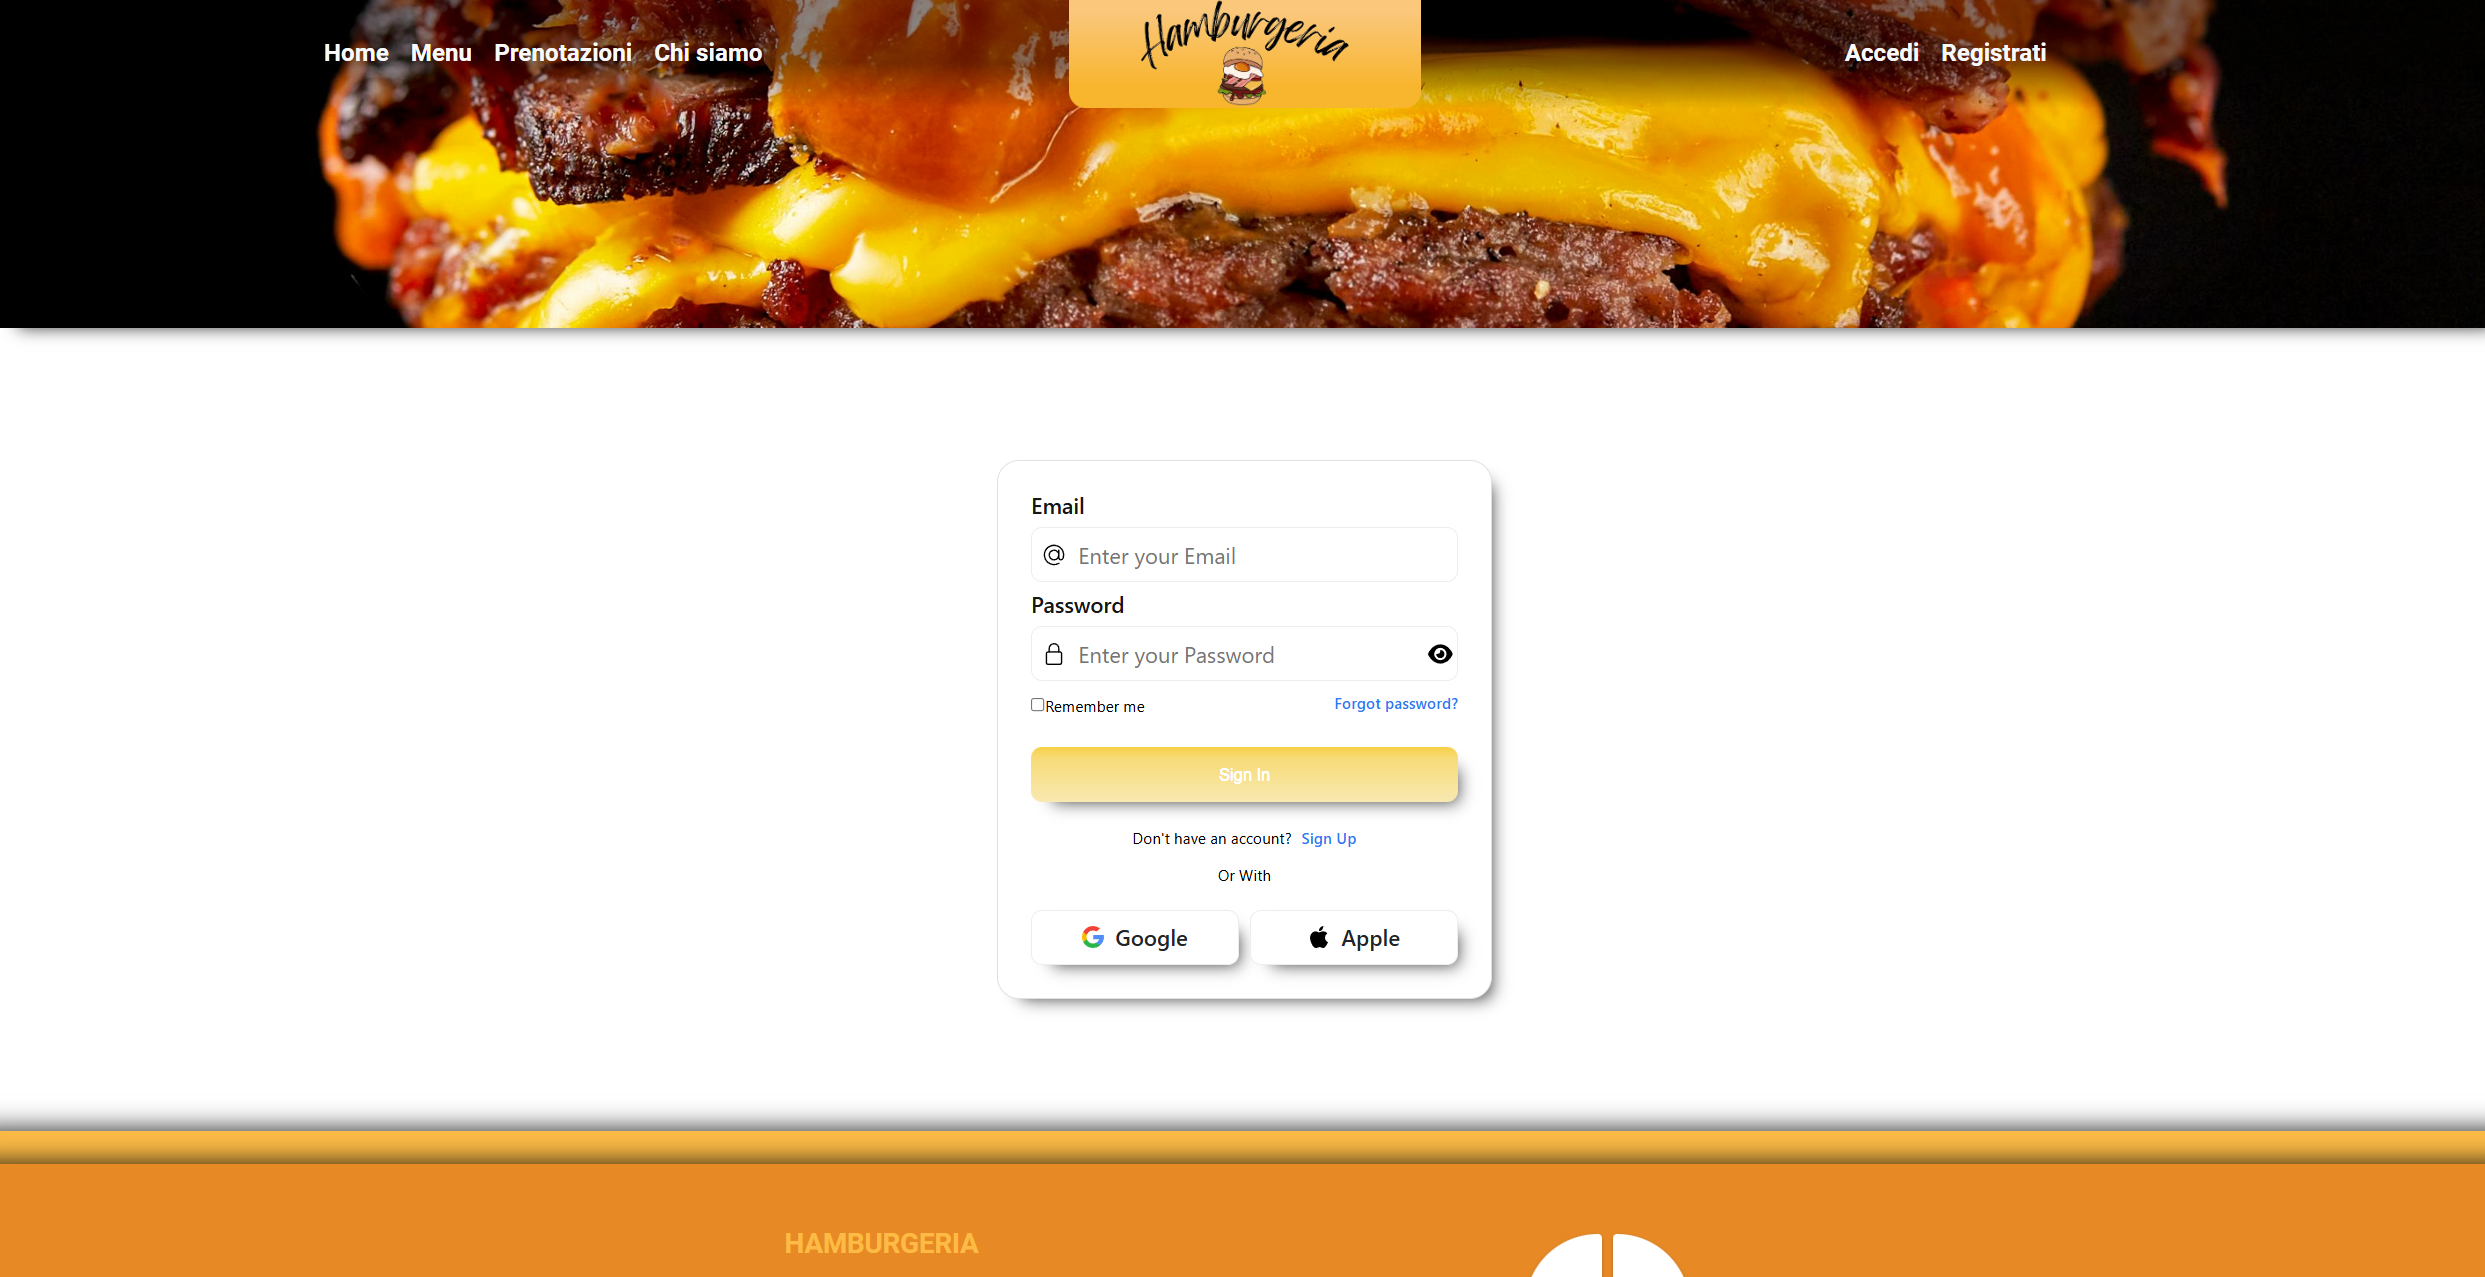 Home Menu Prenotazioni Chi siamo
Hamburgeria
Accedi Registrati
Email
Enter your Email
Password
Enter your Password
Remember me
Forgot password?
Sign In
Don't have an account? Sign Up
Or With
Google
Apple
HAMBURGERIA